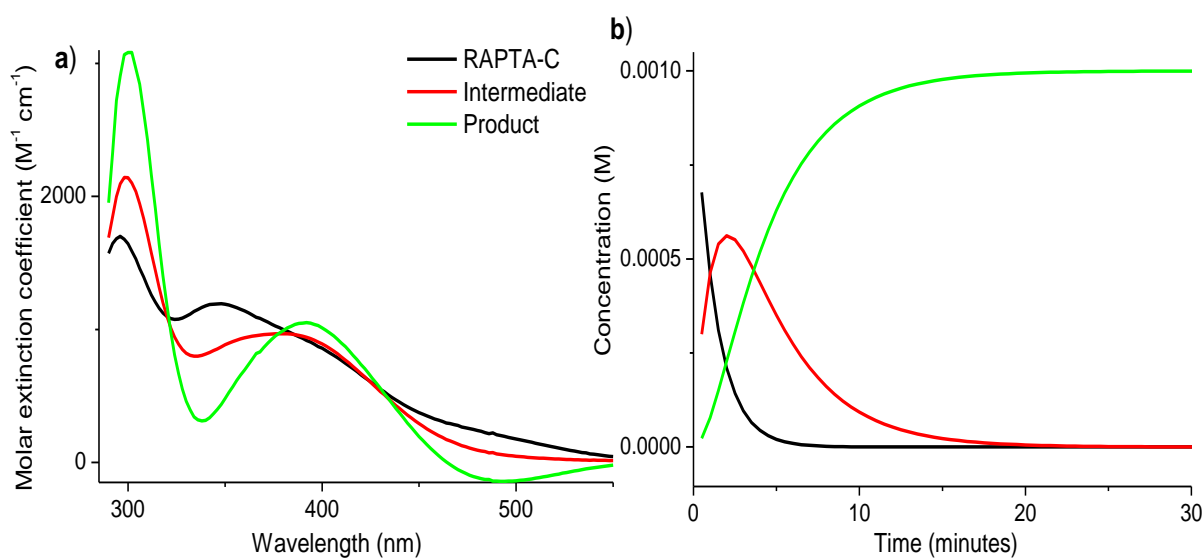 a)
RAPTA-C
Intermediate
Product
Molar extinction coefficient (M⁻¹ cm⁻¹)
2000
0
300
400
500
Wavelength (nm)
b)
Concentration (M)
0.0010
0.0005
0.0000
0
10
20
30
Time (minutes)